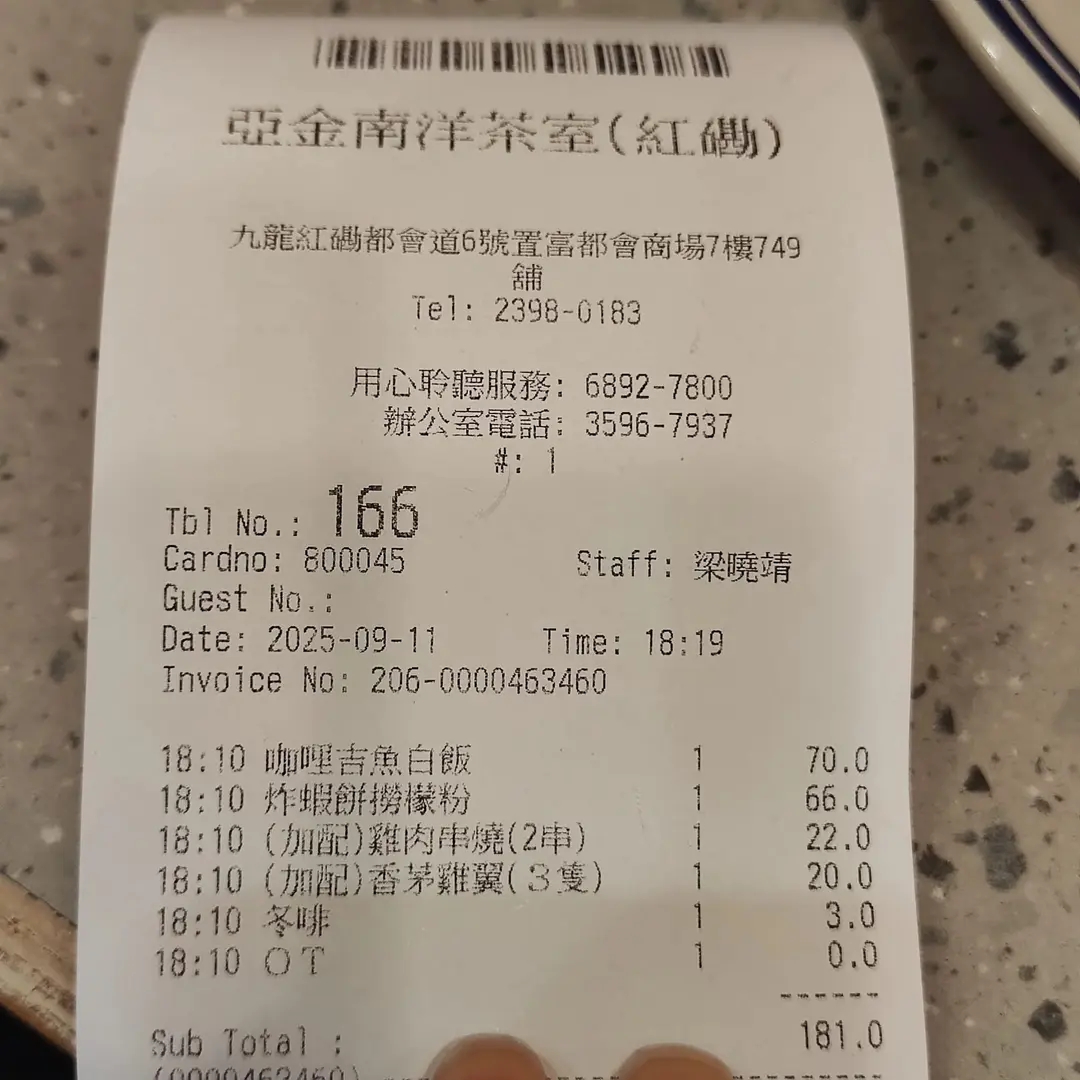 亞金南洋茶室(紅磡)
九龍紅磡都會道6號置富都會商場7樓749
舖
Tel: 2398-0183
用心聆聽服務: 6892-7800
辦公室電話: 3596-7937
#: 1
Tbl No.: 166
Cardno: 800045 Staff: 梁曉靖
Guest No.:
Date: 2025-09-11 Time: 18:19
Invoice No: 206-0000463460
18:10 咖哩吉魚白飯 1 70.0
18:10 炸蝦餅撈檬粉 1 66.0
18:10 (加配)雞肉串燒(2串) 1 22.0
18:10 (加配)香茅雞翼(３隻) 1 20.0
18:10 冬啡 1 3.0
18:10 ＯＴ 1 0.0
------
Sub Total : 181.0
(0000463460)